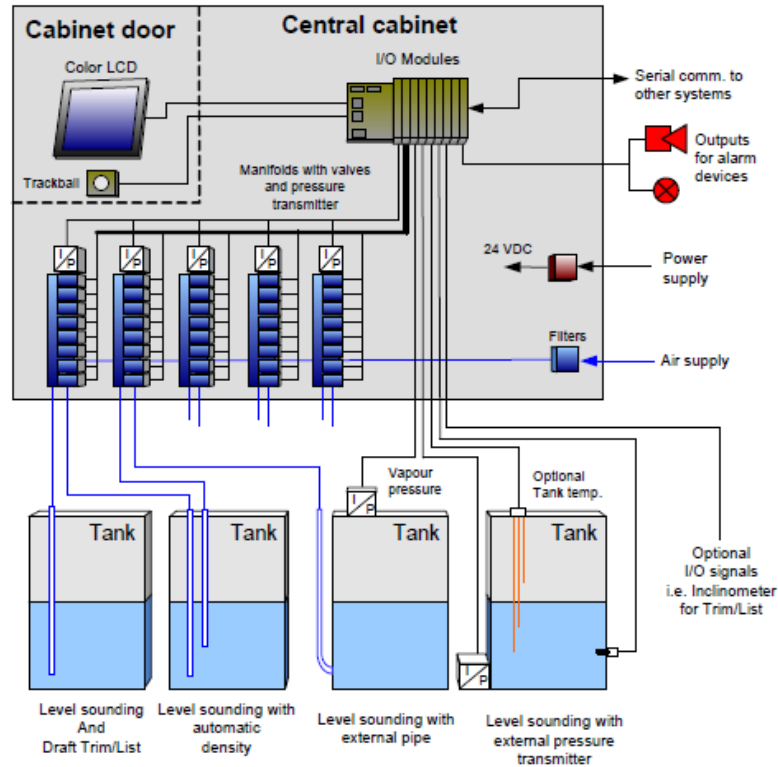 Cabinet door
Central cabinet
Color LCD
I/O Modules
Serial comm. to
other systems
Outputs
for alarm
devices
Trackball
Manifolds with valves
and pressure
transmitter
I/P
I/P
I/P
I/P
I/P
24 VDC
Power
supply
Filters
Air supply
Vapour
pressure
I/P
Optional
Tank temp.
Tank
Tank
Tank
Tank
Optional
I/O signals
i.e. Inclinometer
for Trim/List
I/P
Level sounding
And
Draft Trim/List
Level sounding with
automatic
density
Level sounding with
external pipe
Level sounding with
external pressure
transmitter